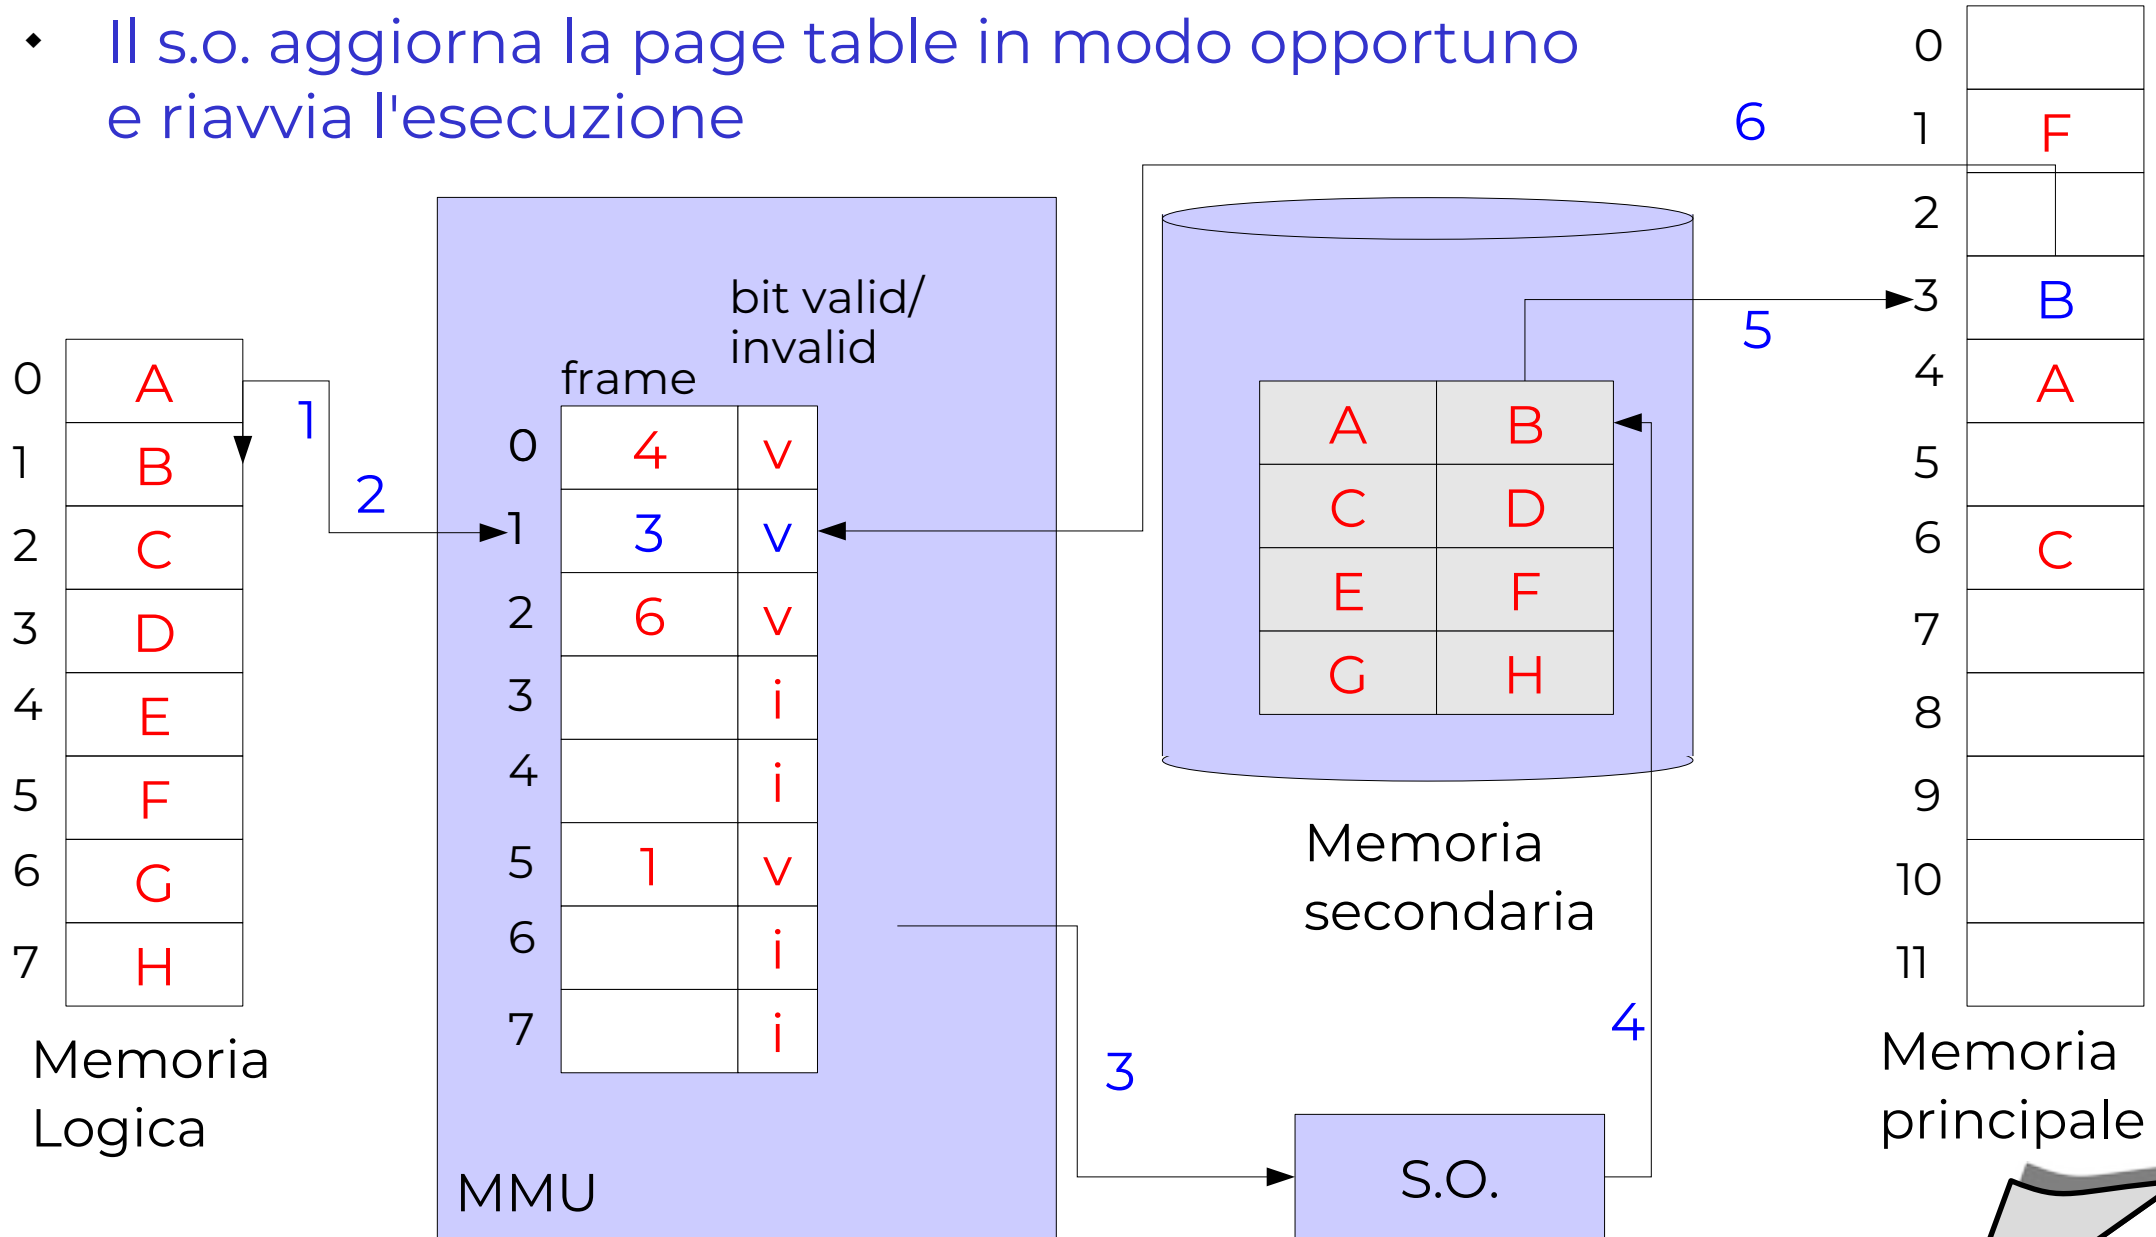 Il s.o. aggiorna la page table in modo opportuno
e riavvia l'esecuzione
0 A
1 B
2 C
3 D
4 E
5 F
6 G
7 H
Memoria
Logica
1
2
bit valid/
invalid
frame
0 4 v
1 3 v
2 6 v
3 i
4 i
5 1 v
6 i
7 i
MMU
3
S.O.
4
A B
C D
E F
G H
Memoria
secondaria
5
6
0
1 F
2
3 B
4 A
5
6 C
7
8
9
10
11
Memoria
principale